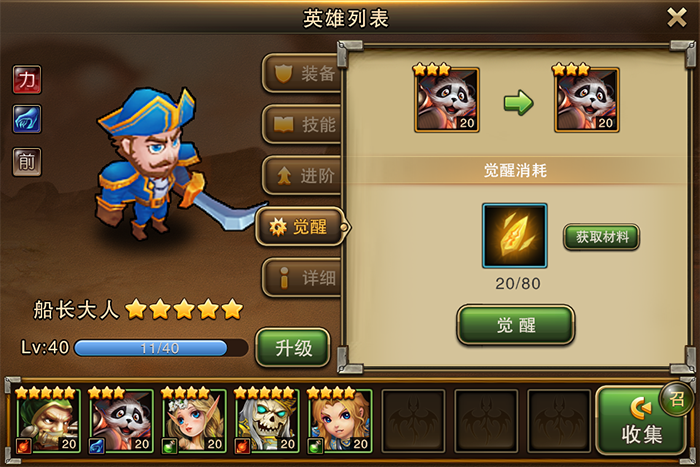 英雄列表
力
前
装备
技能
进阶
觉醒
详细
20
20
觉醒消耗
获取材料
20/80
觉醒
船长大人
Lv:40
11/40
升级
20
20
20
20
20
召
收集